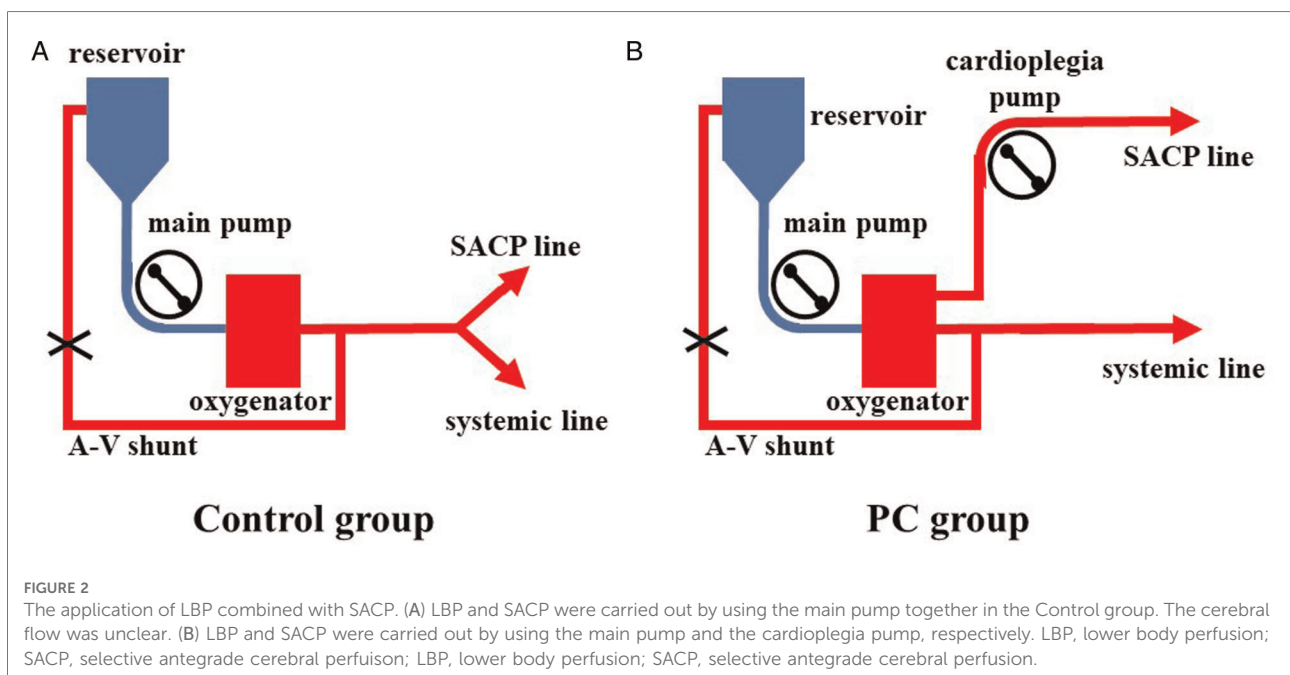 A
reservoir
main pump
SACP line
oxygenator
systemic line
A-V shunt
Control group
B
cardioplegia
pump
reservoir
SACP line
main pump
systemic line
oxygenator
A-V shunt
PC group
FIGURE 2
The application of LBP combined with SACP. (A) LBP and SACP were carried out by using the main pump together in the Control group. The cerebral
flow was unclear. (B) LBP and SACP were carried out by using the main pump and the cardioplegia pump, respectively. LBP, lower body perfusion;
SACP, selective antegrade cerebral perfuison; LBP, lower body perfusion; SACP, selective antegrade cerebral perfusion.